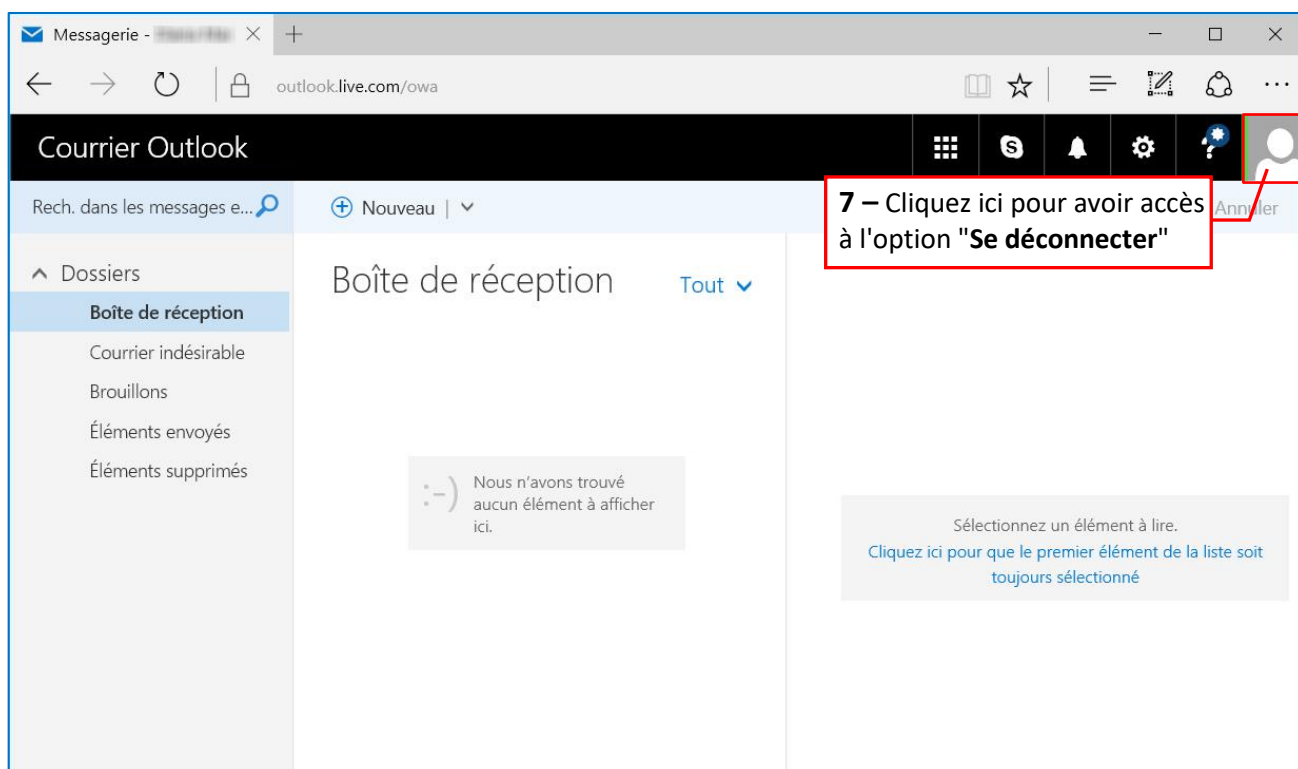 Messagerie -
outlook.live.com/owa
Courrier Outlook
Rech. dans les messages e...
Nouveau
7 – Cliquez ici pour avoir accès
à l'option "Se déconnecter"
Annuler
Dossiers
Boîte de réception
Courrier indésirable
Brouillons
Éléments envoyés
Éléments supprimés
Boîte de réception
Tout
:-)
Nous n'avons trouvé
aucun élément à afficher
ici.
Sélectionnez un élément à lire.
Cliquez ici pour que le premier élément de la liste soit
toujours sélectionné